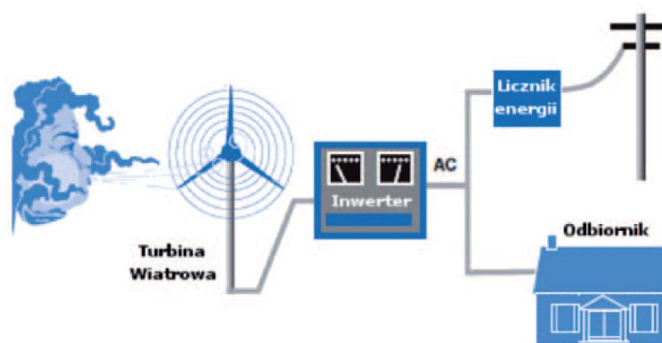 Licznik
energii
AC
Inwerter
Odbiornik
Turbina
Wiatrowa